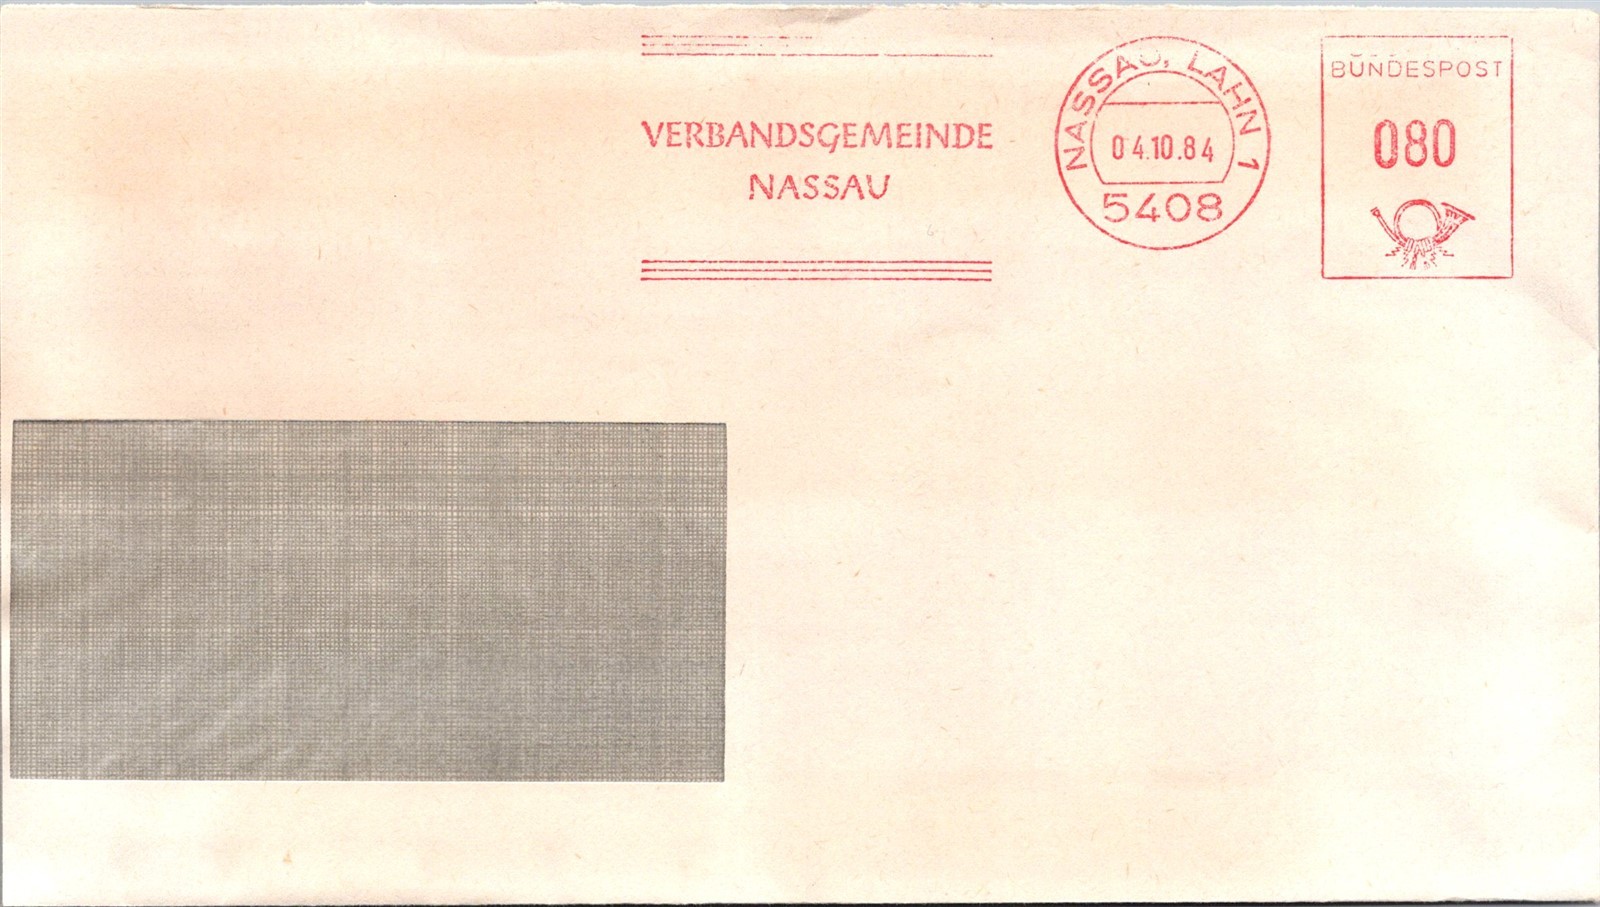 VERBANDSGEMEINDE
NASSAU
NASSAU, LAHN 1
04.10.84
5408
BUNDESPOST
080